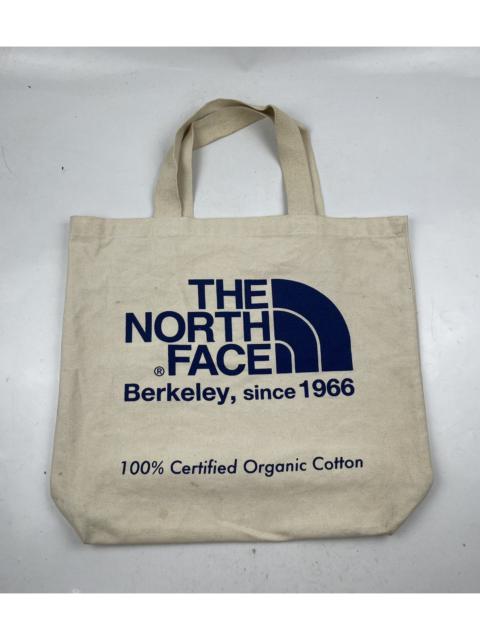 THE
NORTH
® FACE
Berkeley, since 1966
100% Certified Organic Cotton